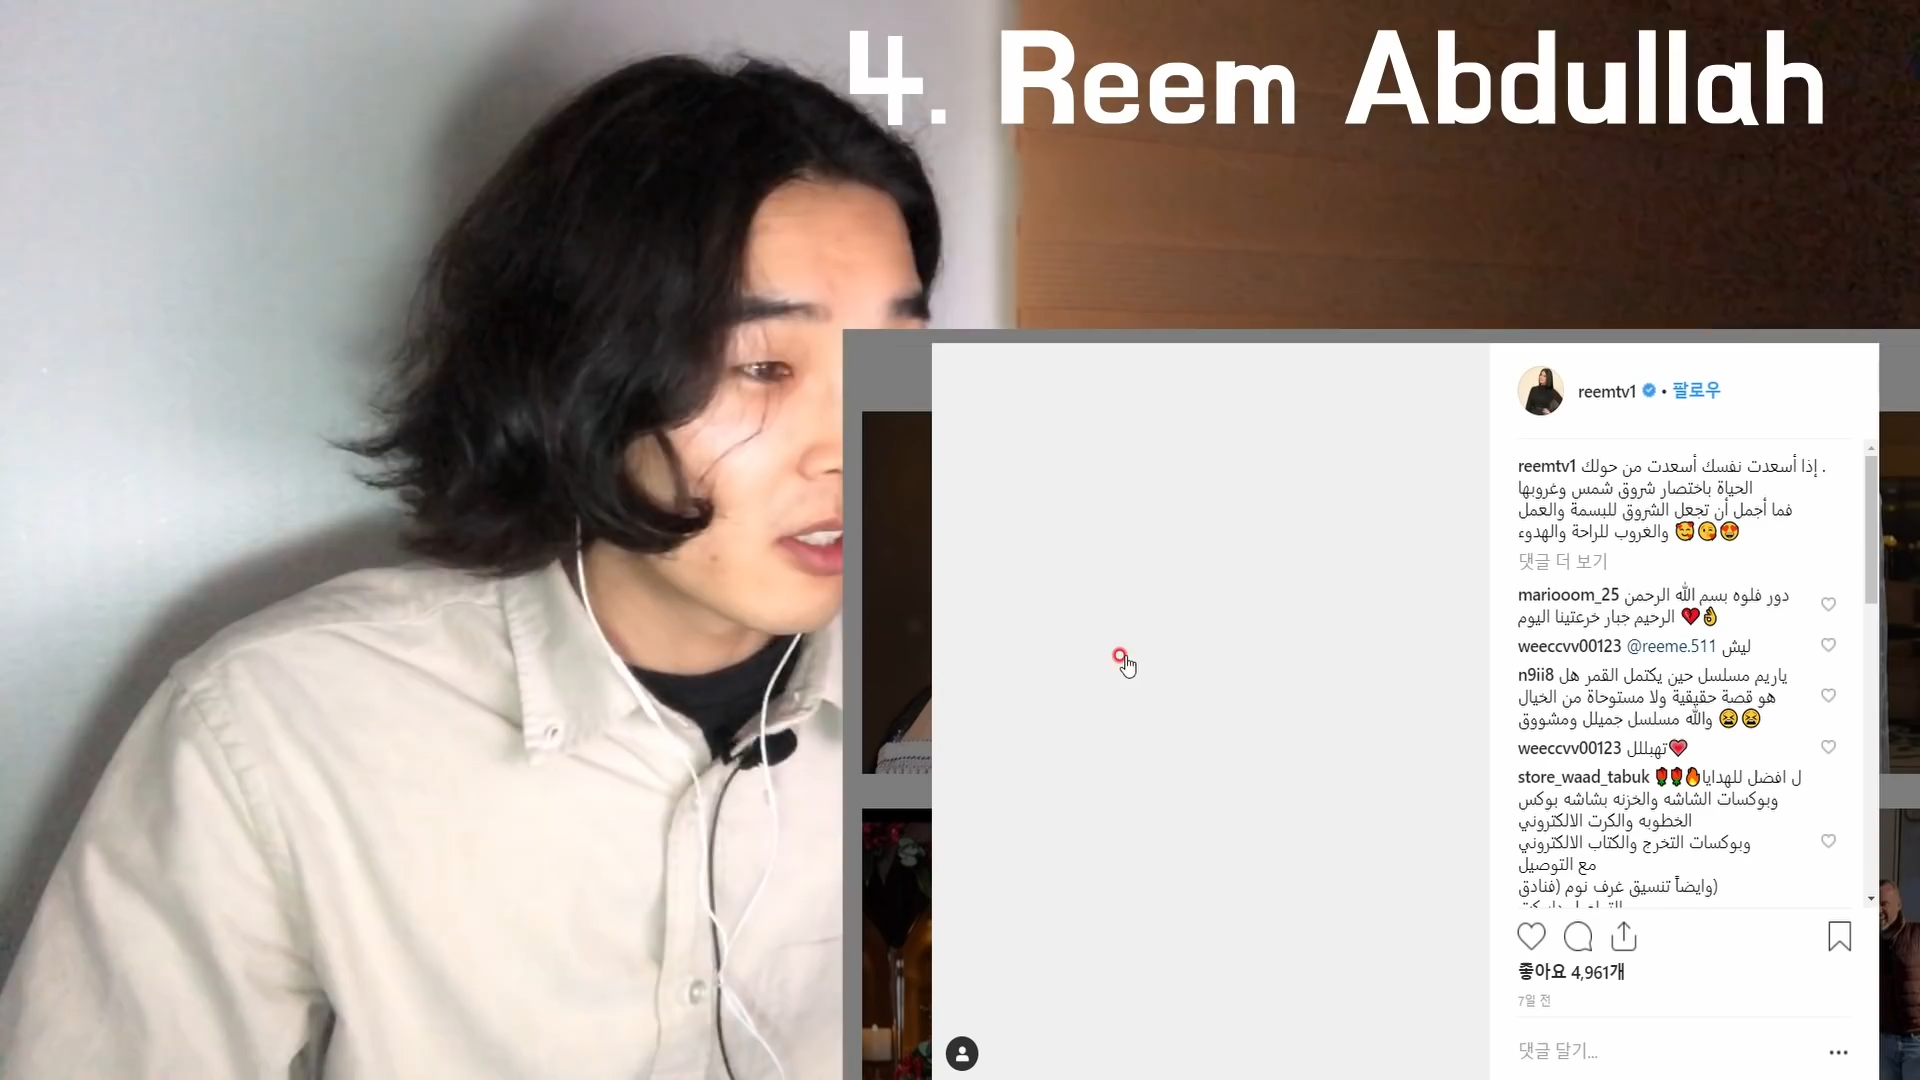 4. Reem Abdullah
reemtv1 • 팔로우
reemtv1 إذا أسعدت نفسك أسعدت من حولك .
الحياة باختصار شروق شمس وغروبها
فما أجمل أن تجعل الشروق للبسمة والعمل
والغروب للراحة والهدوء 🥰😘😍
댓글 더 보기
mariooom_25 دور فلوه بسم الله الرحمن
الرحيم جبار خرعتينا اليوم 💔👌
weeccvv00123 @reeme.511 ليش
n9ii8 ياريم مسلسل حين يكتمل القمر هل
هو قصة حقيقية ولا مستوحاة من الخيال
والله مسلسل جميلل ومشووق 😫😫
weeccvv00123 تهبللل💗
store_waad_tabuk 🌹🌹🔥ل افضل للهدايا
وبوكسات الشاشه والخزنه بشاشه بوكس
الخطوبه والكرت الالكتروني
وبوكسات التخرج والكتاب الالكتروني
مع التوصيل
(وايضاً تنسيق غرف نوم (فنادق
좋아요 4,961개
7일 전
댓글 달기...